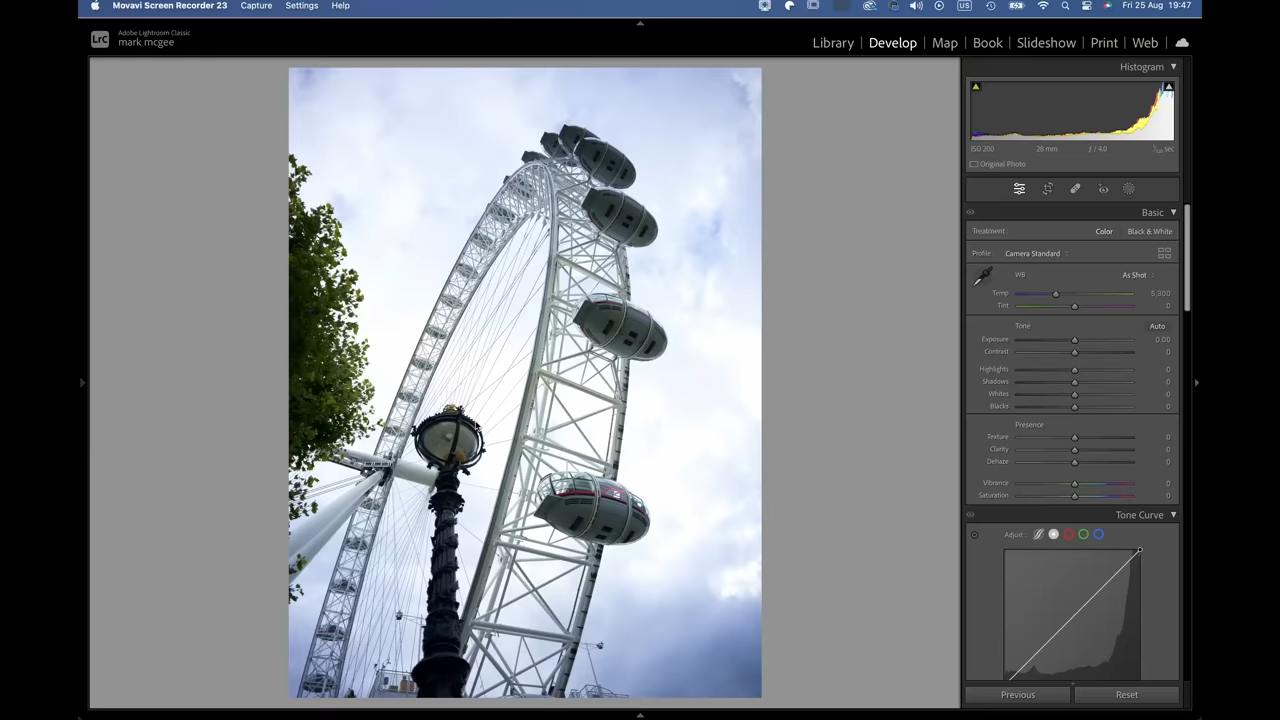 Movavi Screen Recorder 23 Capture Settings Help US Fri 25 Aug 19:47
LrC Adobe Lightroom Classic
mark mcgee
Library | Develop | Map | Book | Slideshow | Print | Web
Histogram
ISO 200 28 mm ƒ / 4.0 sec
Original Photo
Basic
Treatment : Color Black & White
Profile : Camera Standard
WB As Shot
Temp 5,300
Tint 0
Tone Auto
Exposure 0.00
Contrast 0
Highlights 0
Shadows 0
Whites 0
Blacks 0
Presence
Texture 0
Clarity 0
Dehaze 0
Vibrance 0
Saturation 0
Tone Curve
Adjust :
Previous Reset